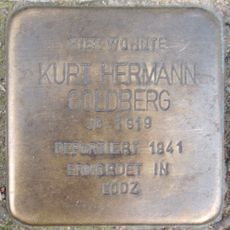 HIER WOHNTE
KURT HERMANN
GOLDBERG
JG. 1919
DEPORTIERT 1941
ERMORDET IN
LODZ